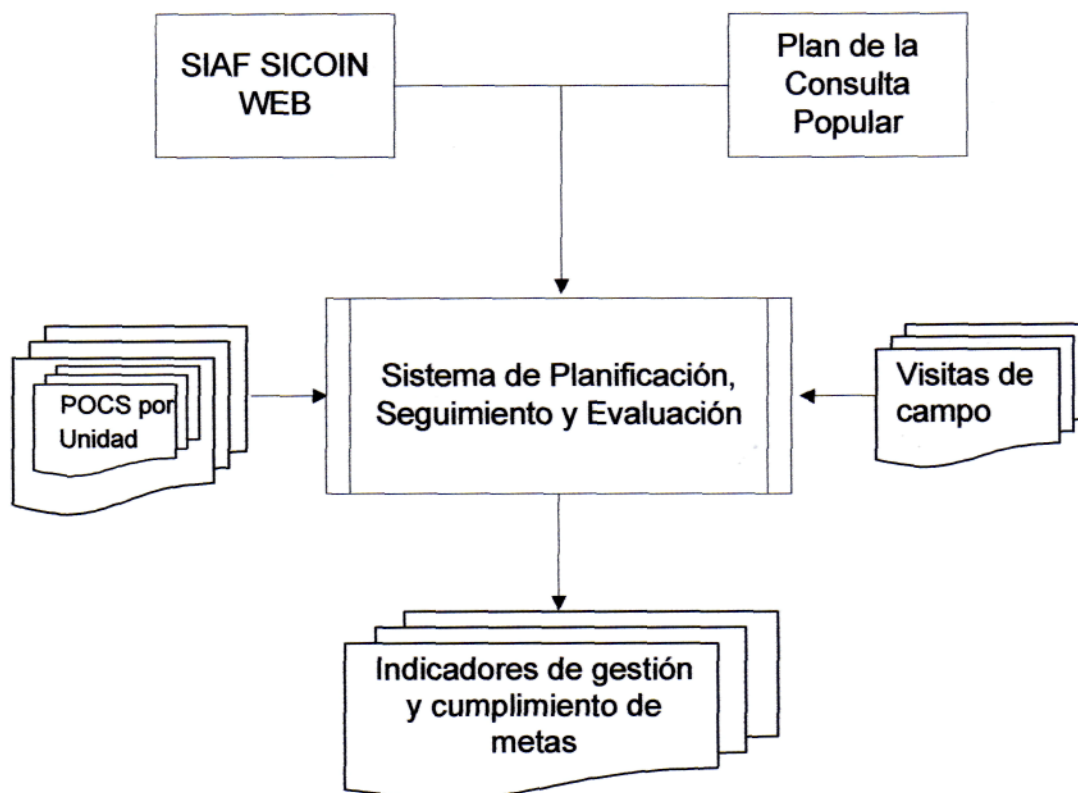 SIAF SICOIN
WEB
Plan de la
Consulta
Popular
POCS por
Unidad
Sistema de Planificación,
Seguimiento y Evaluación
Visitas de
campo
Indicadores de gestión
y cumplimiento de
metas